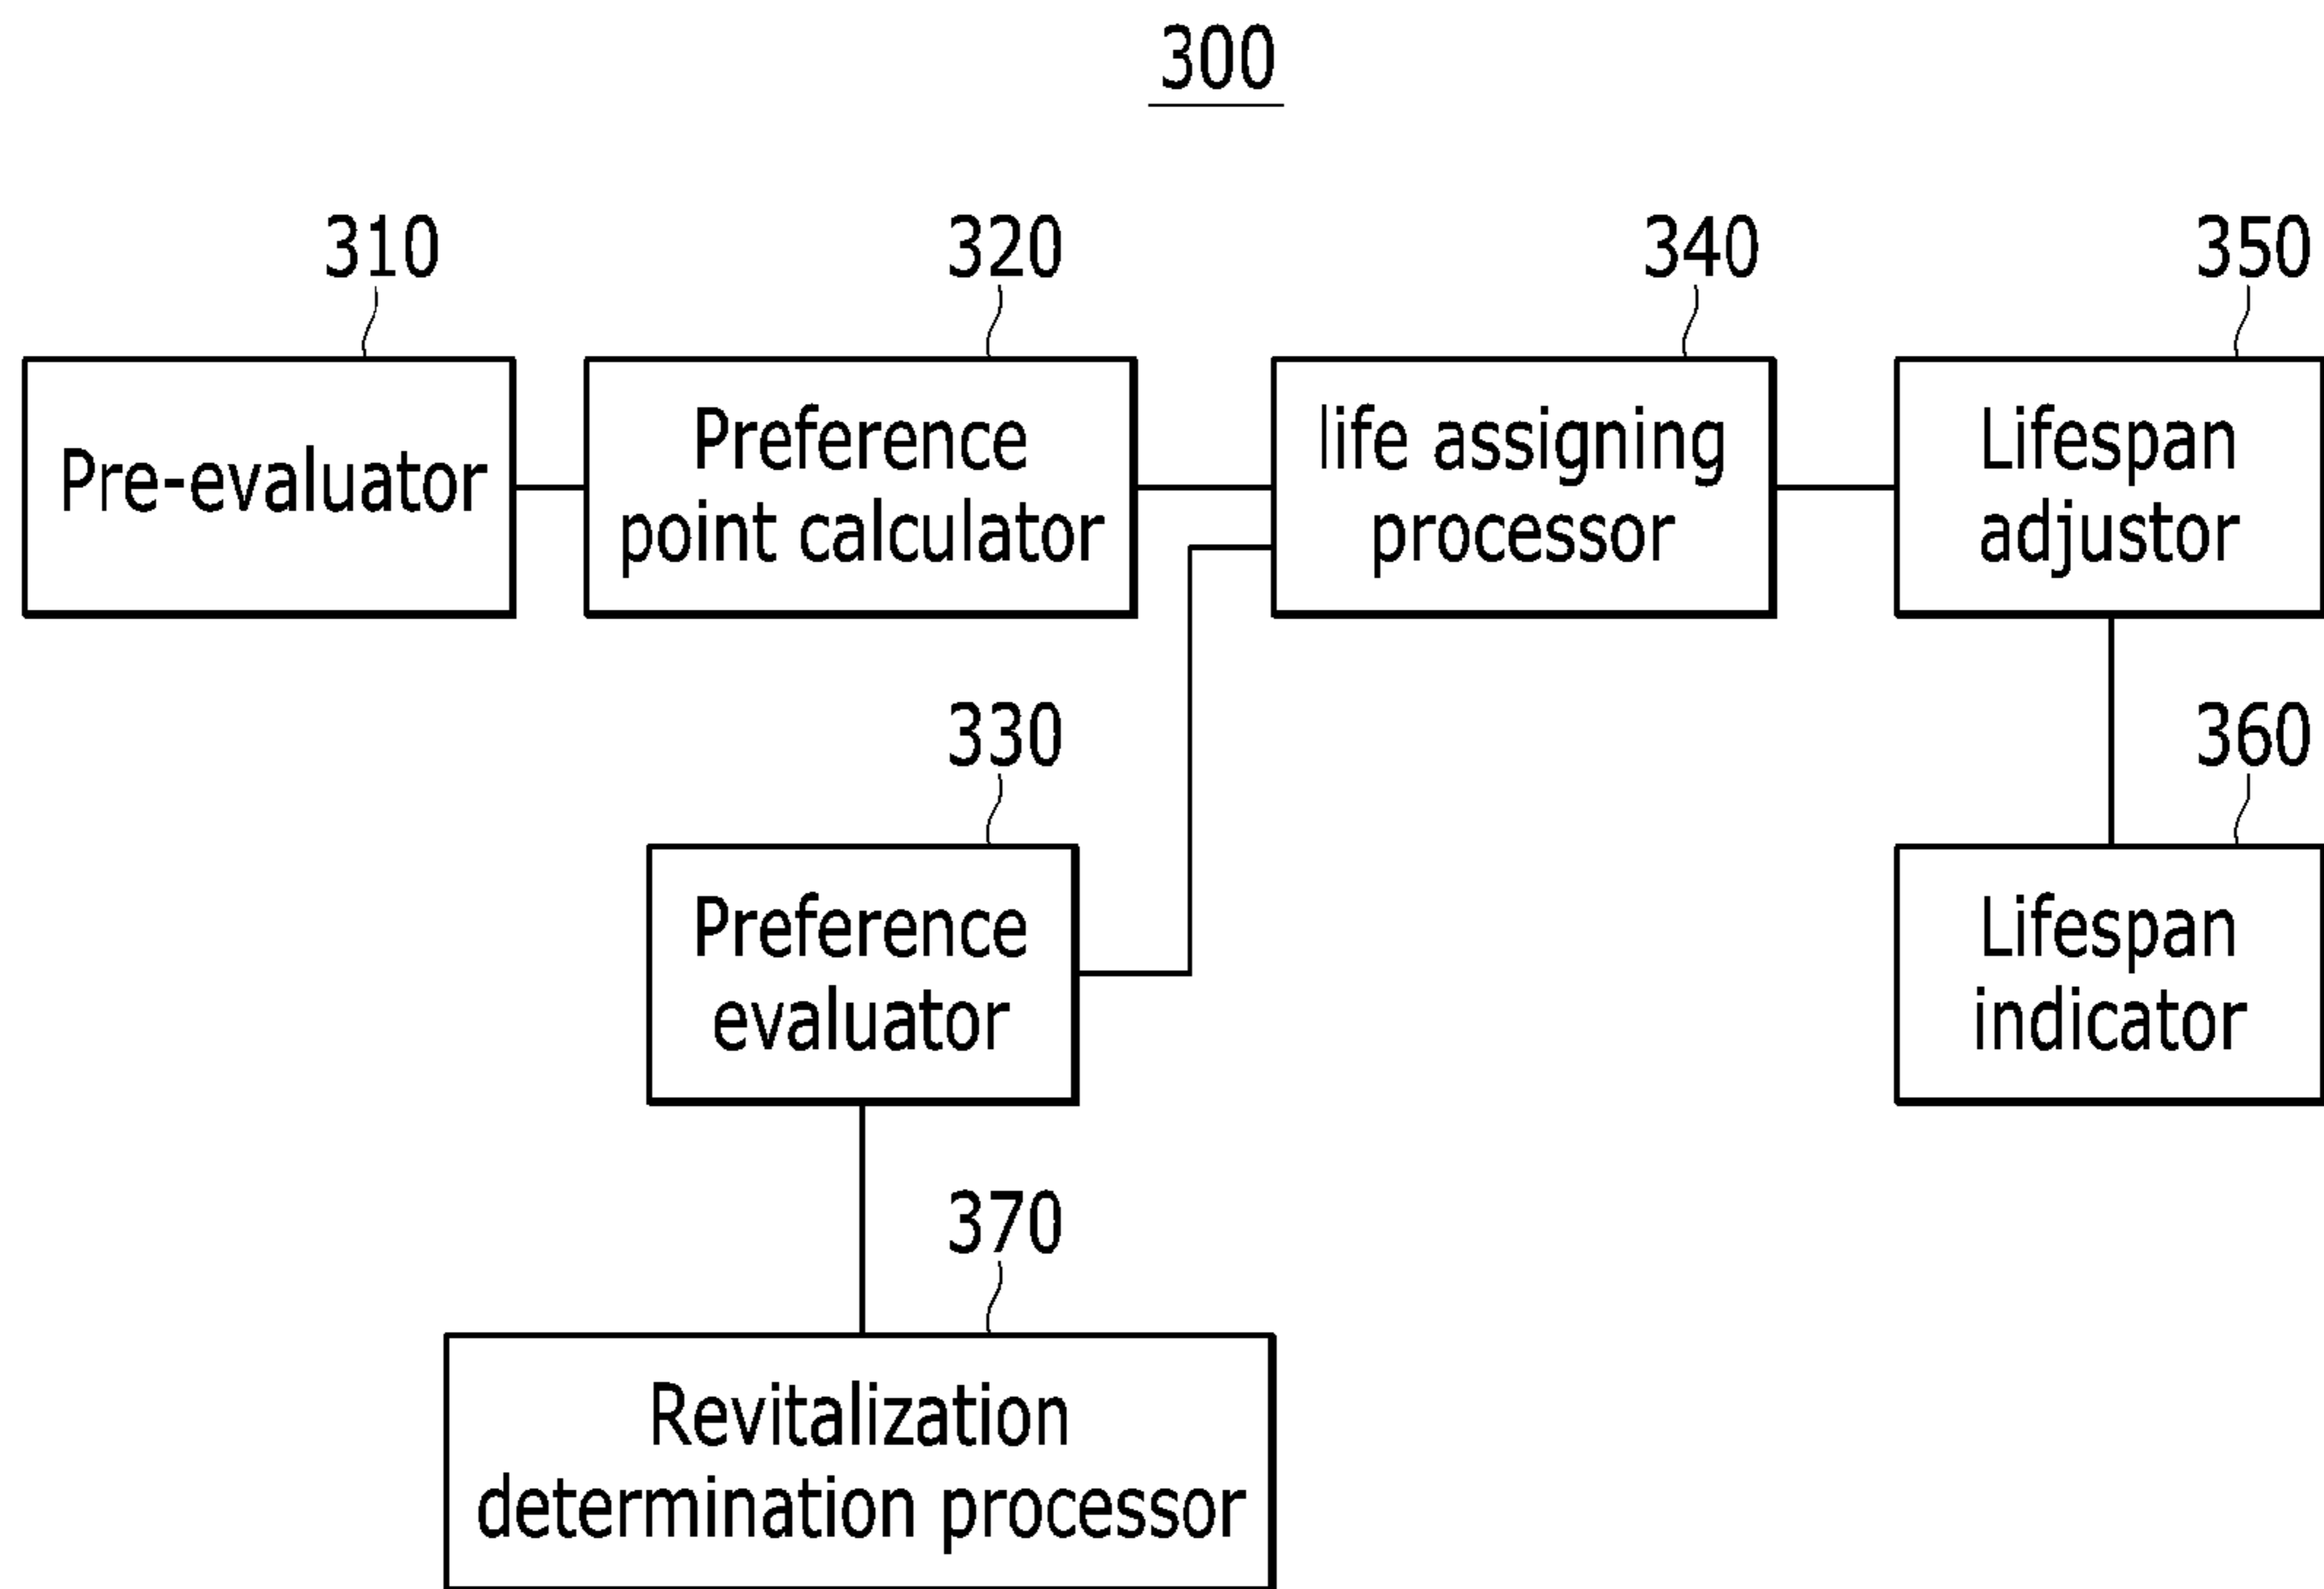 300
310
320
340
350
Pre-evaluator
Preference
point calculator
life assigning
processor
Lifespan
adjustor
330
360
Preference
evaluator
Lifespan
indicator
370
Revitalization
determination processor